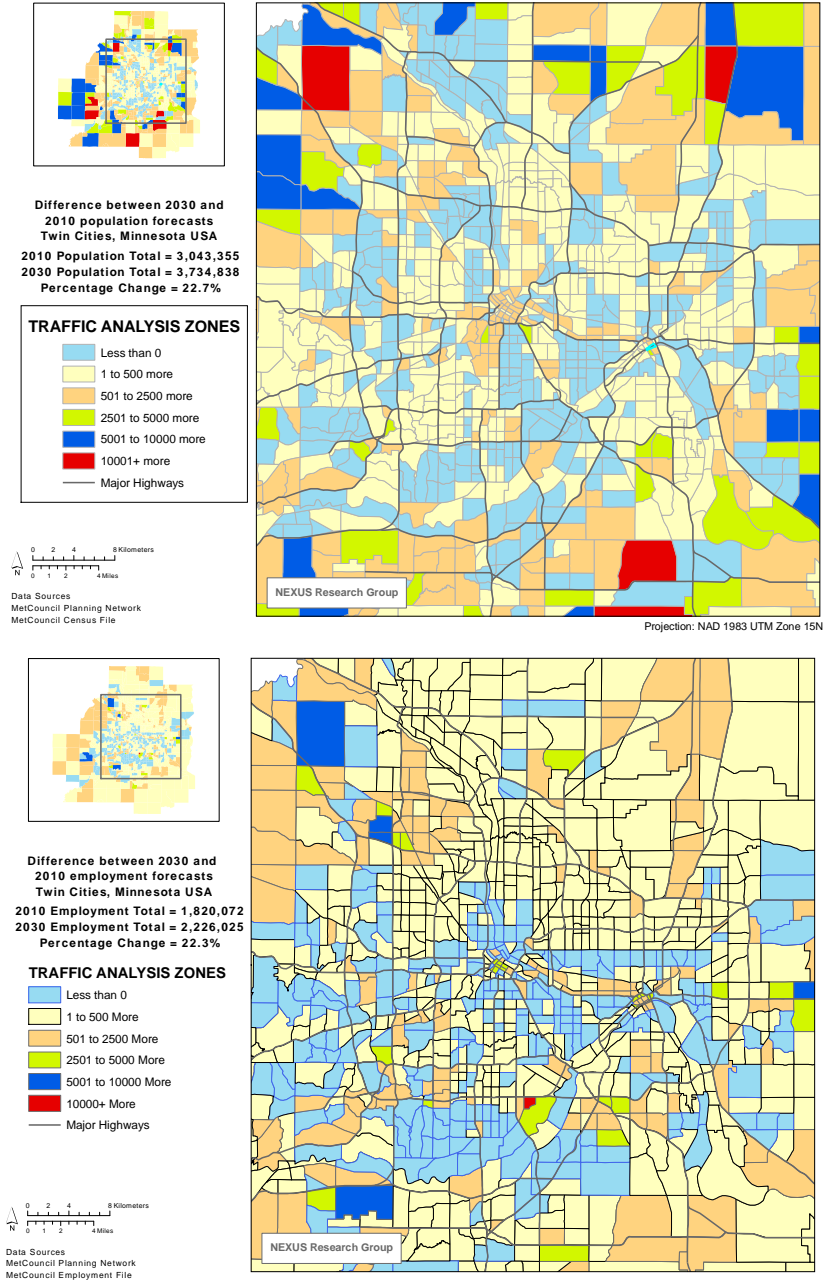 Difference between 2030 and
2010 population forecasts
Twin Cities, Minnesota USA
2010 Population Total = 3,043,355
2030 Population Total = 3,734,838
Percentage Change = 22.7%
TRAFFIC ANALYSIS ZONES
Less than 0
1 to 500 more
501 to 2500 more
2501 to 5000 more
5001 to 10000 more
10001+ more
Major Highways
0 2 4 8 Kilometers
0 1 2 4 Miles
N
Data Sources
MetCouncil Planning Network
MetCouncil Census File
NEXUS Research Group
Projection: NAD 1983 UTM Zone 15N
Difference between 2030 and
2010 employment forecasts
Twin Cities, Minnesota USA
2010 Employment Total = 1,820,072
2030 Employment Total = 2,226,025
Percentage Change = 22.3%
TRAFFIC ANALYSIS ZONES
Less than 0
1 to 500 More
501 to 2500 More
2501 to 5000 More
5001 to 10000 More
10000+ More
Major Highways
0 2 4 8 Kilometers
0 1 2 4 Miles
N
Data Sources
MetCouncil Planning Network
MetCouncil Employment File
NEXUS Research Group